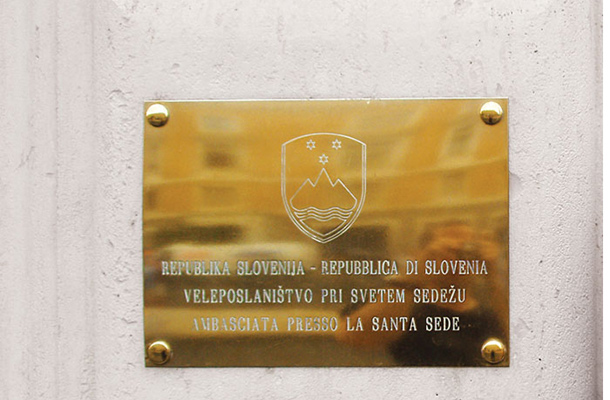 REPUBLIKA SLOVENIJA - REPUBBLICA DI SLOVENIA
VELEPOSLANIŠTVO PRI SVETEM SEDEŽU
AMBASCIATA PRESSO LA SANTA SEDE